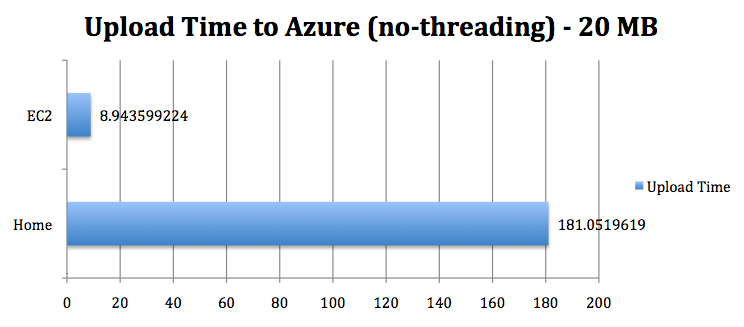 Upload Time to Azure (no-threading) - 20 MB
EC2
8.943599224
Upload Time
Home
181.0519619
0 20 40 60 80 100 120 140 160 180 200